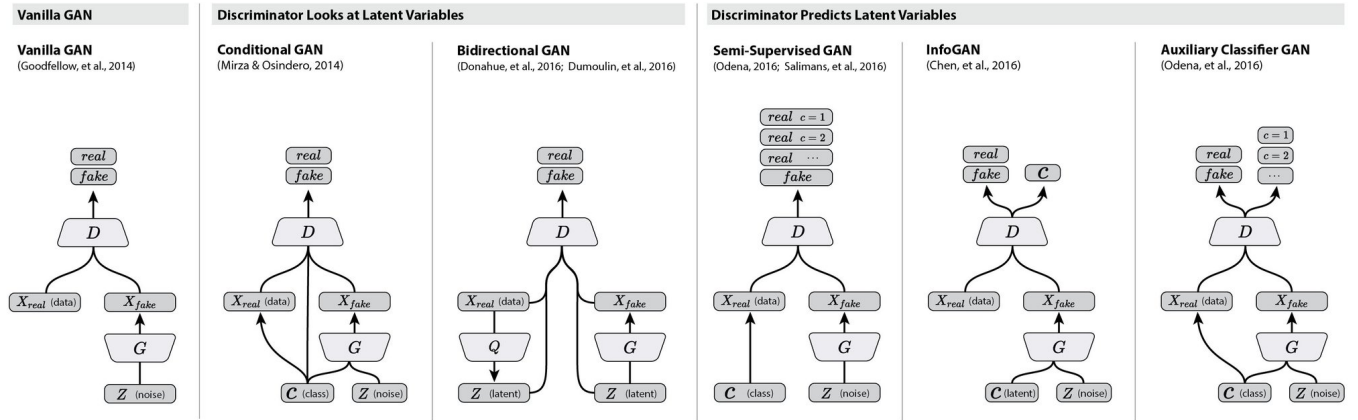 Vanilla GAN
Discriminator Looks at Latent Variables
Discriminator Predicts Latent Variables
Vanilla GAN
(Goodfellow, et al., 2014)
real
fake
D
X_real (data)
X_fake
G
Z (noise)
Conditional GAN
(Mirza & Osindero, 2014)
real
fake
D
X_real (data)
X_fake
G
C (class)
Z (noise)
Bidirectional GAN
(Donahue, et al., 2016; Dumoulin, et al., 2016)
real
fake
D
X_real (data)
X_fake
Q
G
Z (latent)
Z (latent)
Semi-Supervised GAN
(Odena, 2016; Salimans, et al., 2016)
real c = 1
real c = 2
real ...
fake
D
X_real (data)
X_fake
G
C (class)
Z (noise)
InfoGAN
(Chen, et al., 2016)
real
fake
C
D
X_real (data)
X_fake
G
C (latent)
Z (noise)
Auxiliary Classifier GAN
(Odena, et al., 2016)
real
fake
c = 1
c = 2
...
D
X_real (data)
X_fake
G
C (class)
Z (noise)